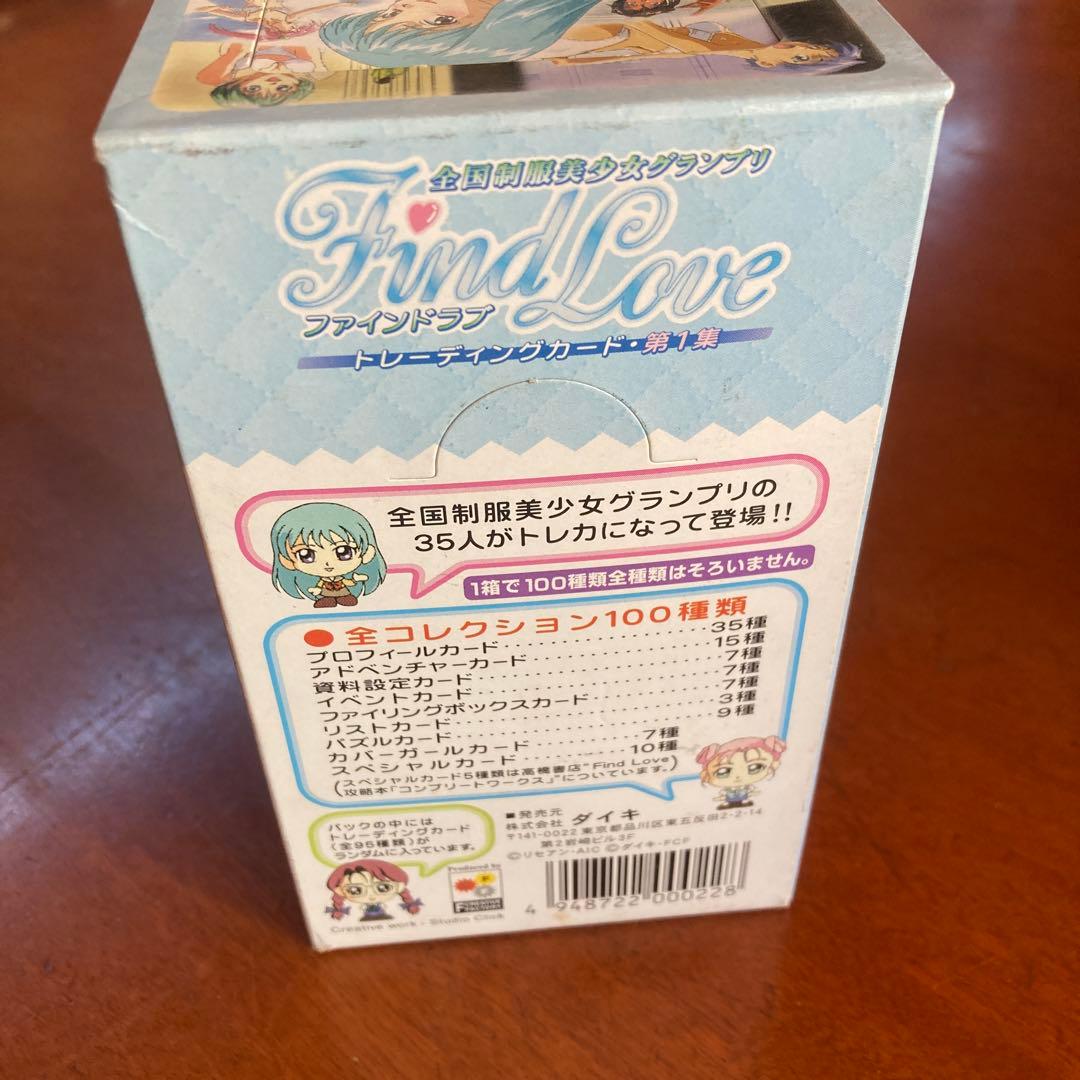 全国制服美少女グランプリ
Find Love
ファインドラブ
トレーディングカード・第1集
全国制服美少女グランプリの
35人がトレカになって登場!!
1箱で100種類全種類はそろいません。
●全コレクション100種類
プロフィールカード・・・・・・・・・・・・・・・・・・35種
アドベンチャーカード・・・・・・・・・・・・・・・・15種
資料設定カード・・・・・・・・・・・・・・・・・・・・・7種
イベントカード・・・・・・・・・・・・・・・・・・・・・7種
ファイリングボックスカード・・・・・・・・・・・7種
リストカード・・・・・・・・・・・・・・・・・・・・・・・3種
パズルカード・・・・・・・・・・・・・・・・・・・・・・・9種
カバーガールカード・・・・・・・・・・7種
スペシャルカード・・・・・・・・・・・10種
(スペシャルカード5種類は高橋書店"Find Love)
(攻略本「コンプリートワークス」"についています。)
パックの中には
トレーディングカード
(全95種類)が
ランダムに入っています。
■発売元
株式会社 ダイキ
〒141-0022 東京都品川区東五反田2-2-14
第2岩崎ビル3F
©リセアン・AIC ©ダイキ・FCF
Produced by
4 948722 000228
Creative work・Studio Click